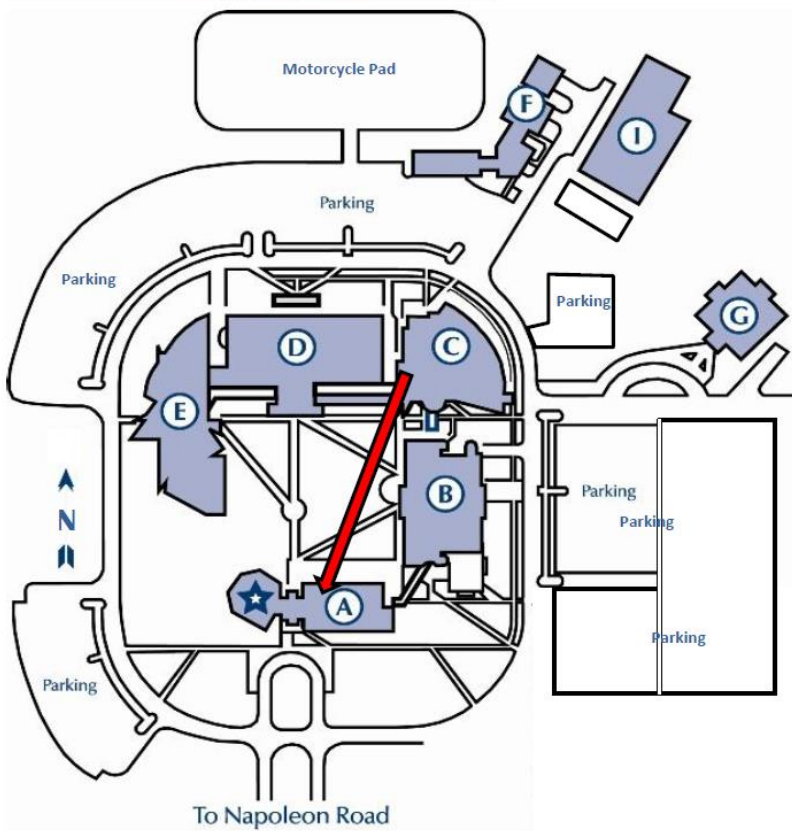 Motorcycle Pad
F
I
Parking
Parking
Parking
G
D
C
E
B
N
Parking
Parking
A
Parking
Parking
To Napoleon Road